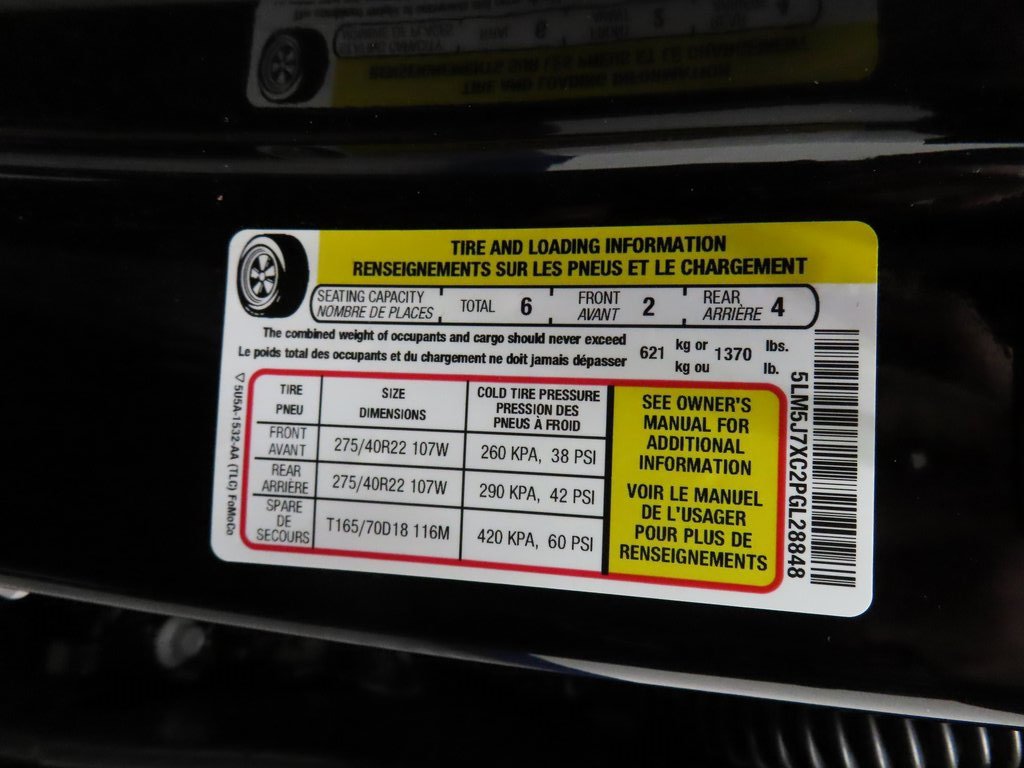 TIRE AND LOADING INFORMATION
RENSEIGNEMENTS SUR LES PNEUS ET LE CHARGEMENT
SEATING CAPACITY TOTAL 6 FRONT 2 REAR 4
NOMBRE DE PLACES AVANT ARRIÈRE
The combined weight of occupants and cargo should never exceed 621 kg or 1370 lbs.
Le poids total des occupants et du chargement ne doit jamais dépasser kg ou lb.
TIRE SIZE COLD TIRE PRESSURE
PNEU DIMENSIONS PRESSION DES
PNEUS À FROID
FRONT
AVANT 275/40R22 107W 260 KPA, 38 PSI
REAR
ARRIÈRE 275/40R22 107W 290 KPA, 42 PSI
SPARE
DE
SECOURS T165/70D18 116M 420 KPA, 60 PSI
SEE OWNER'S
MANUAL FOR
ADDITIONAL
INFORMATION
VOIR LE MANUEL
DE L'USAGER
POUR PLUS DE
RENSEIGNEMENTS
5U5A-1532-AA (TLC) FoMoCo
5LM5J7XC2PGL28848